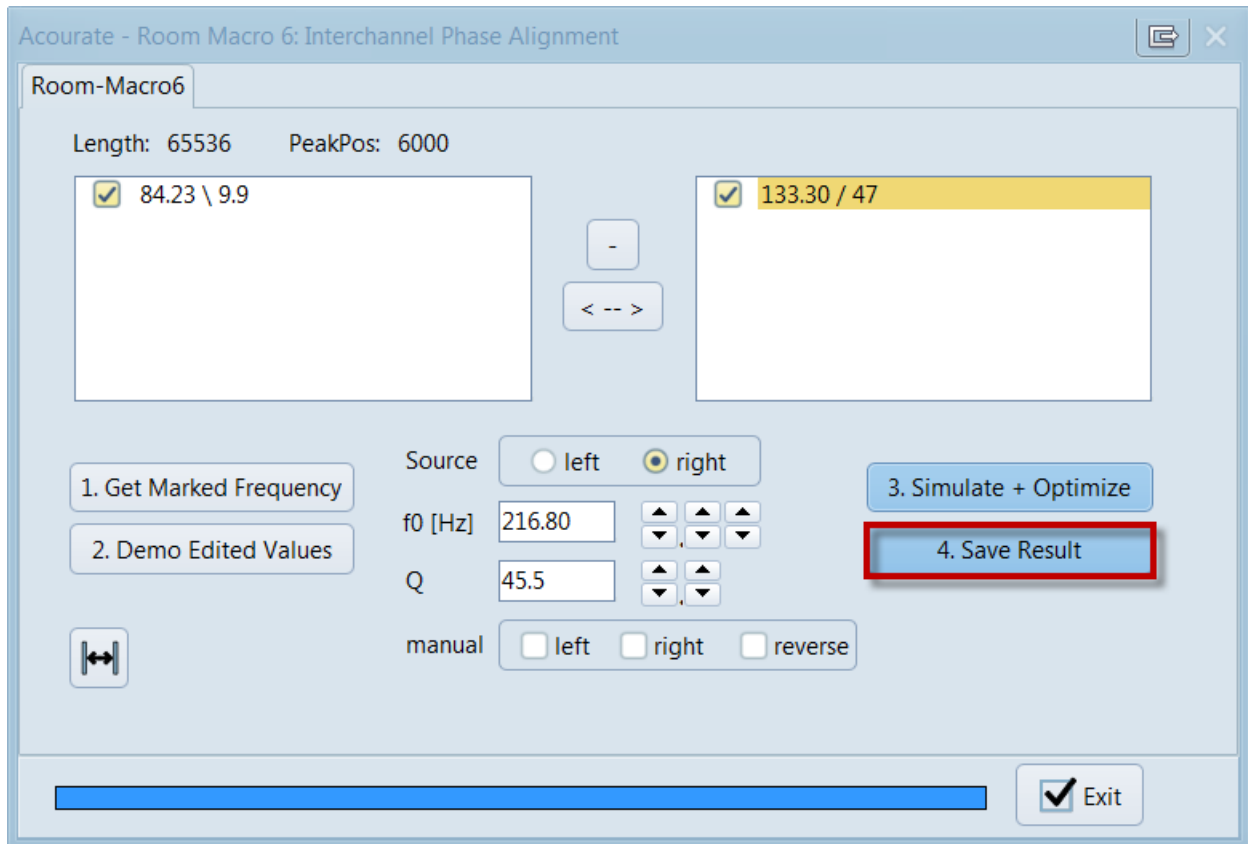 Acourate - Room Macro 6: Interchannel Phase Alignment
Room-Macro6
Length: 65536 PeakPos: 6000
84.23 \ 9.9
133.30 / 47
-
< -- >
Source left right
1. Get Marked Frequency
3. Simulate + Optimize
f0 [Hz] 216.80
2. Demo Edited Values
4. Save Result
Q 45.5
manual left right reverse
Exit